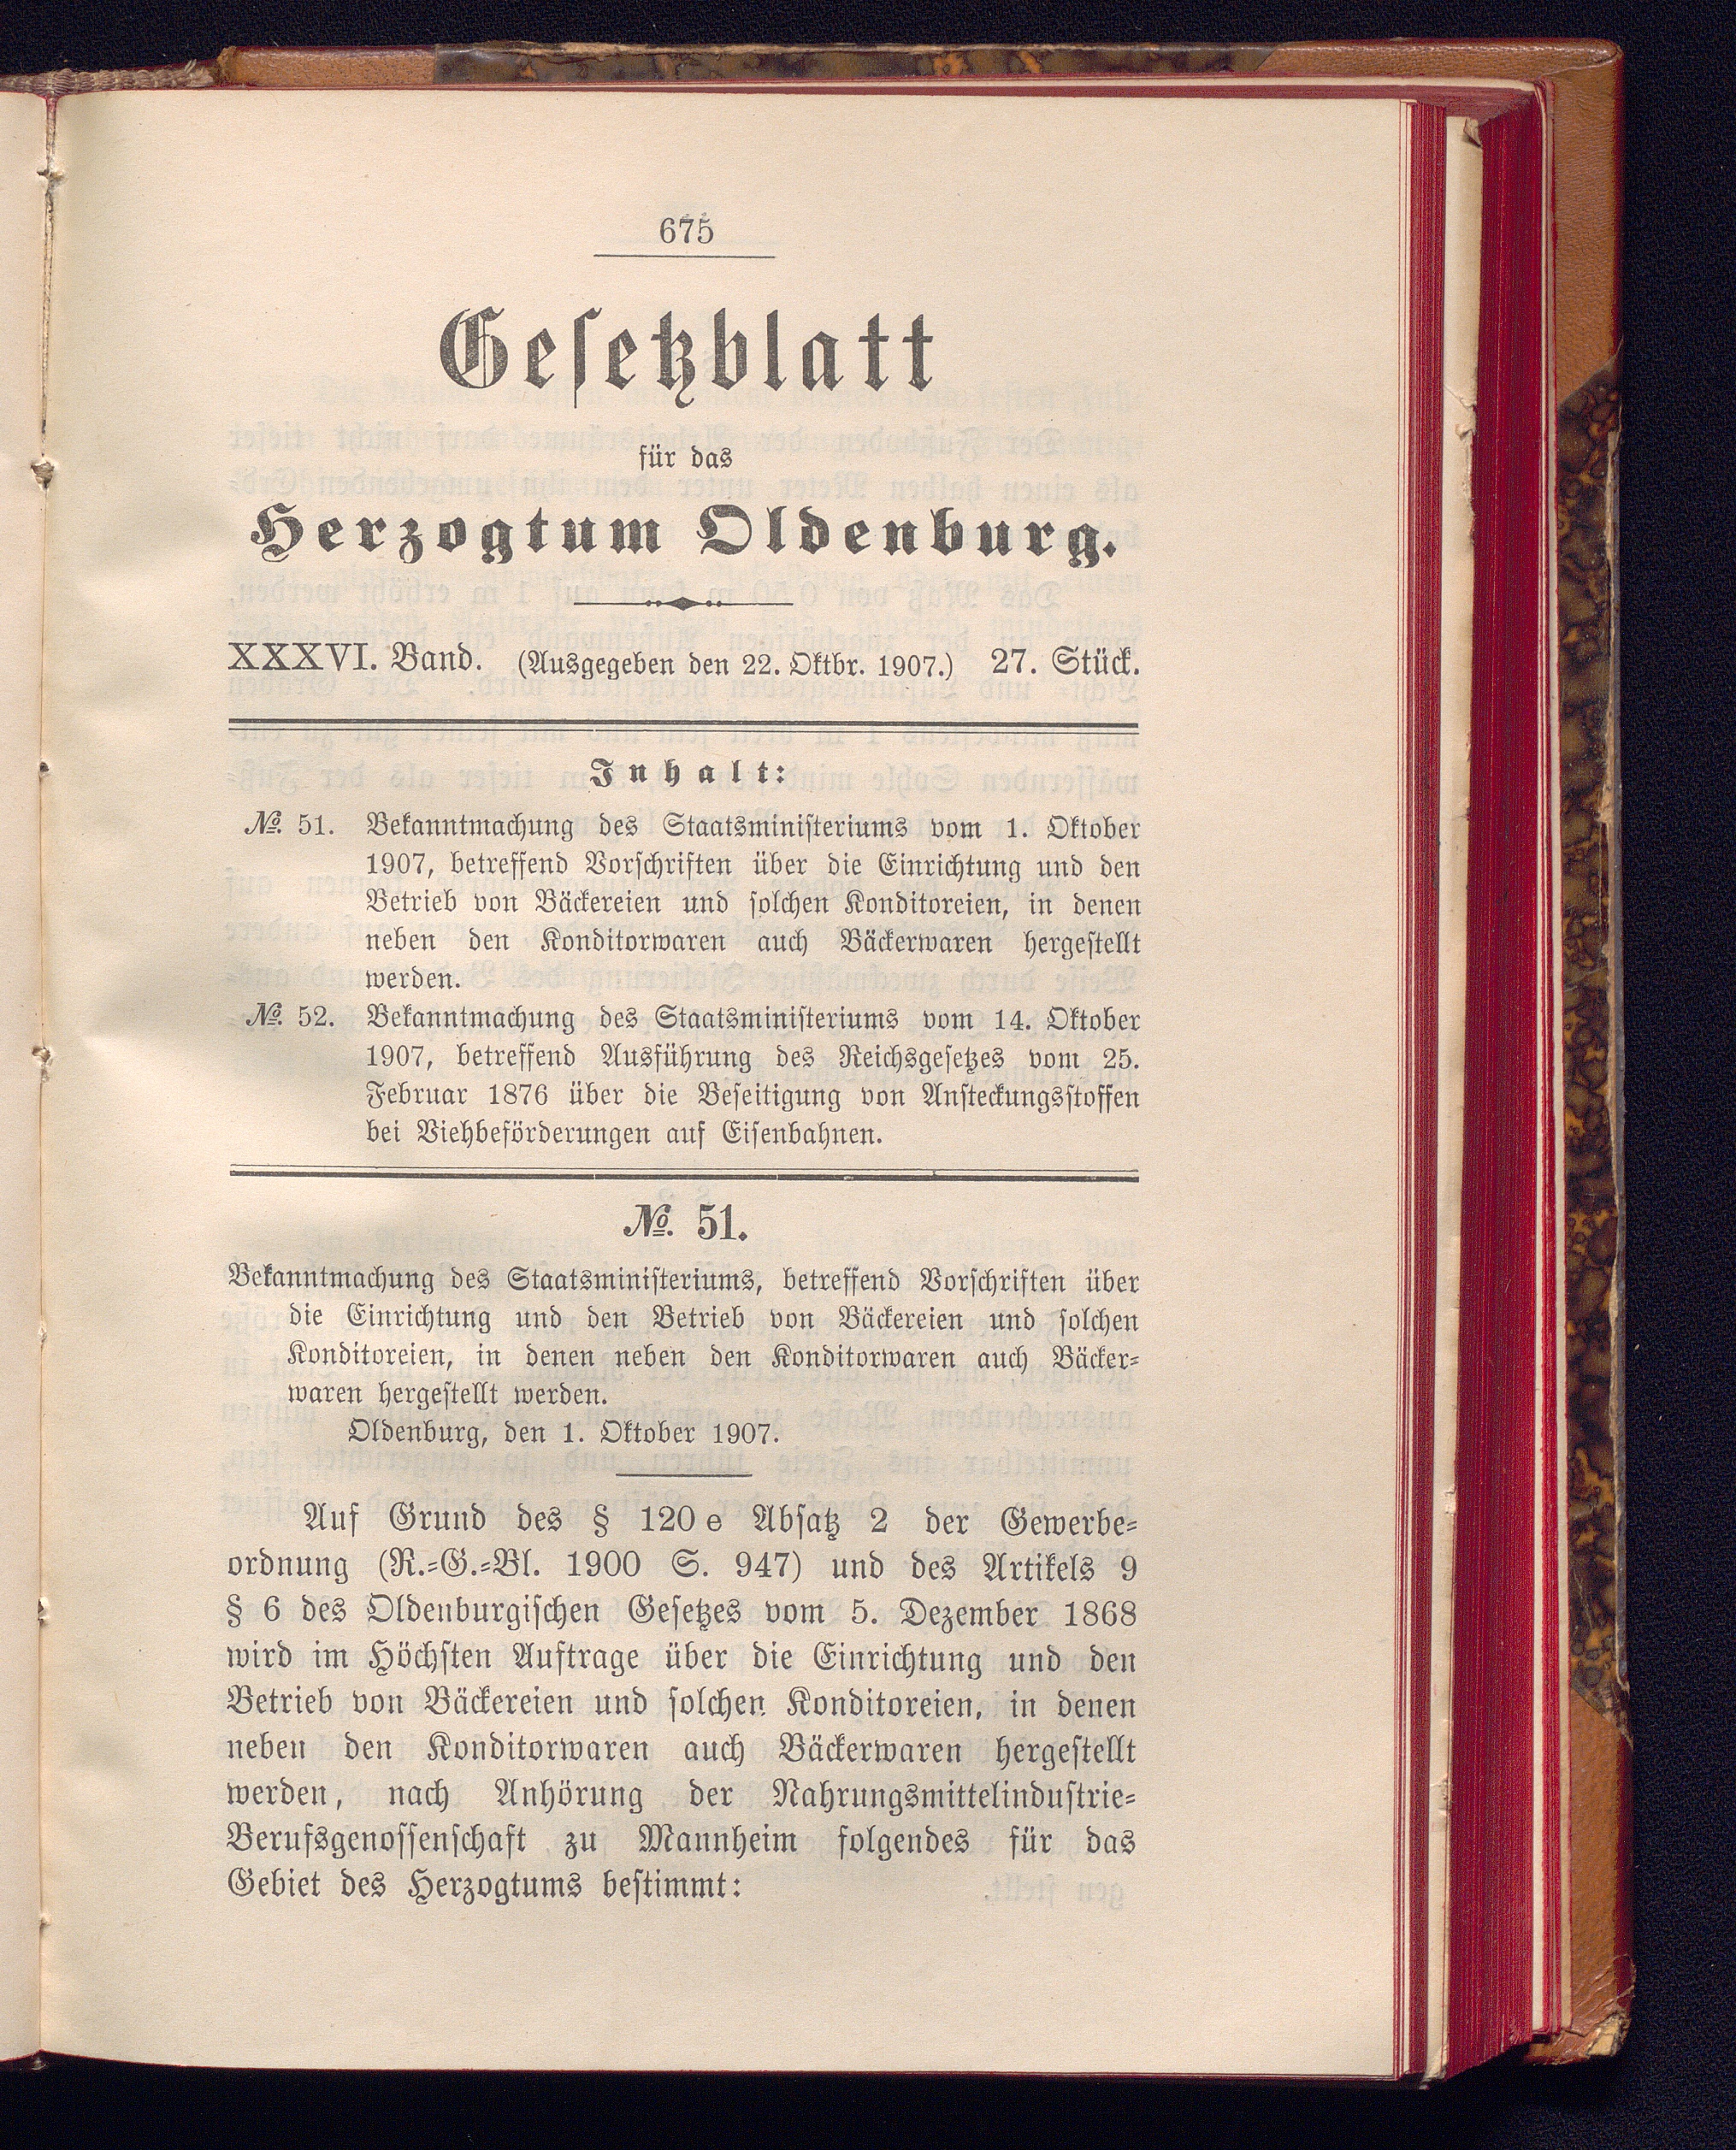 675
Gesetzblatt
für das
Herzogtum Oldenburg.
XXXVI. Band. (Ausgegeben den 22. Oktbr. 1907.) 27. Stück.
Inhalt:
№. 51. Bekanntmachung des Staatsministeriums vom 1. Oktober
1907, betreffend Vorschriften über die Einrichtung und den
Betrieb von Bäckereien und solchen Konditoreien, in denen
neben den Konditorwaren auch Bäckerwaren hergestellt
werden.
№. 52. Bekanntmachung des Staatsministeriums vom 14. Oktober
1907, betreffend Ausführung des Reichsgesetzes vom 25.
Februar 1876 über die Beseitigung von Ansteckungsstoffen
bei Viehbeförderungen auf Eisenbahnen.
№. 51.
Bekanntmachung des Staatsministeriums, betreffend Vorschriften über
die Einrichtung und den Betrieb von Bäckereien und solchen
Konditoreien, in denen neben den Konditorwaren auch Bäcker-
waren hergestellt werden.
Oldenburg, den 1. Oktober 1907.
Auf Grund des § 120 e Absatz 2 der Gewerbe-
ordnung (R.-G.-Bl. 1900 S. 947) und des Artikels 9
§ 6 des Oldenburgischen Gesetzes vom 5. Dezember 1868
wird im Höchsten Auftrage über die Einrichtung und den
Betrieb von Bäckereien und solchen Konditoreien, in denen
neben den Konditorwaren auch Bäckerwaren hergestellt
werden, nach Anhörung der Nahrungsmittelindustrie-
Berufsgenossenschaft zu Mannheim folgendes für das
Gebiet des Herzogtums bestimmt: